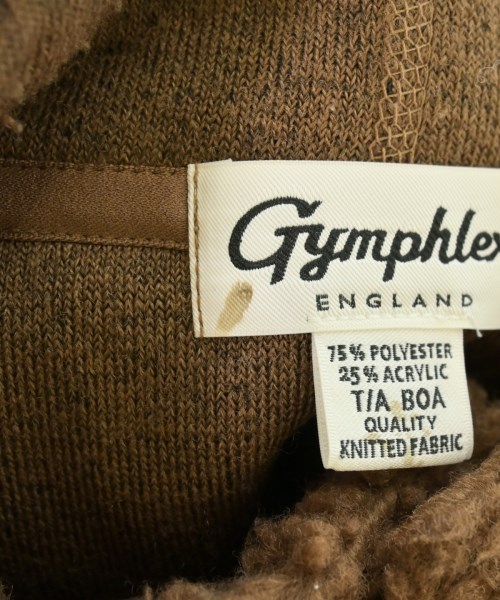 Gymphlex
ENGLAND
75% POLYESTER
25% ACRYLIC
T/A BOA
QUALITY
KNITTED FABRIC